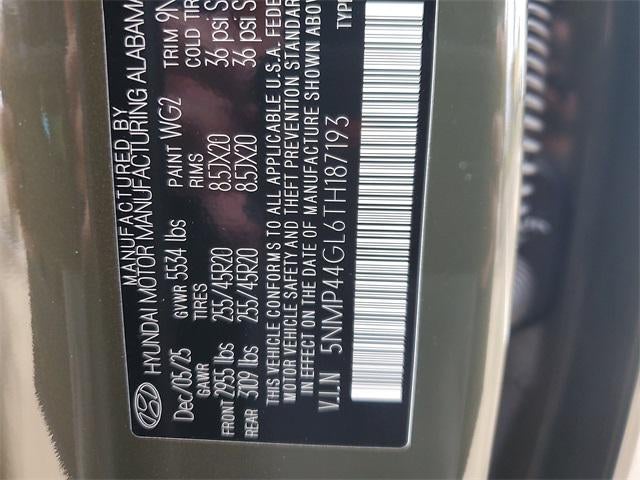 MANUFACTURED BY
HYUNDAI MOTOR MANUFACTURING ALABAMA
Dec/05/25 GVWR 5534 lbs PAINT WG2 TRIM 9N
GAWR TIRES RIMS COLD TIR
FRONT 2955 lbs 255/45R20 8.5JX20 36 psi S
REAR 3109 lbs 255/45R20 8.5JX20 36 psi S
THIS VEHICLE CONFORMS TO ALL APPLICABLE U.S.A. FEDE
MOTOR VEHICLE SAFETY AND THEFT PREVENTION STANDAR
IN EFFECT ON THE DATE OF MANUFACTURE SHOWN ABOVE
V.I.N 5NMP44GL6TH187193 TYP